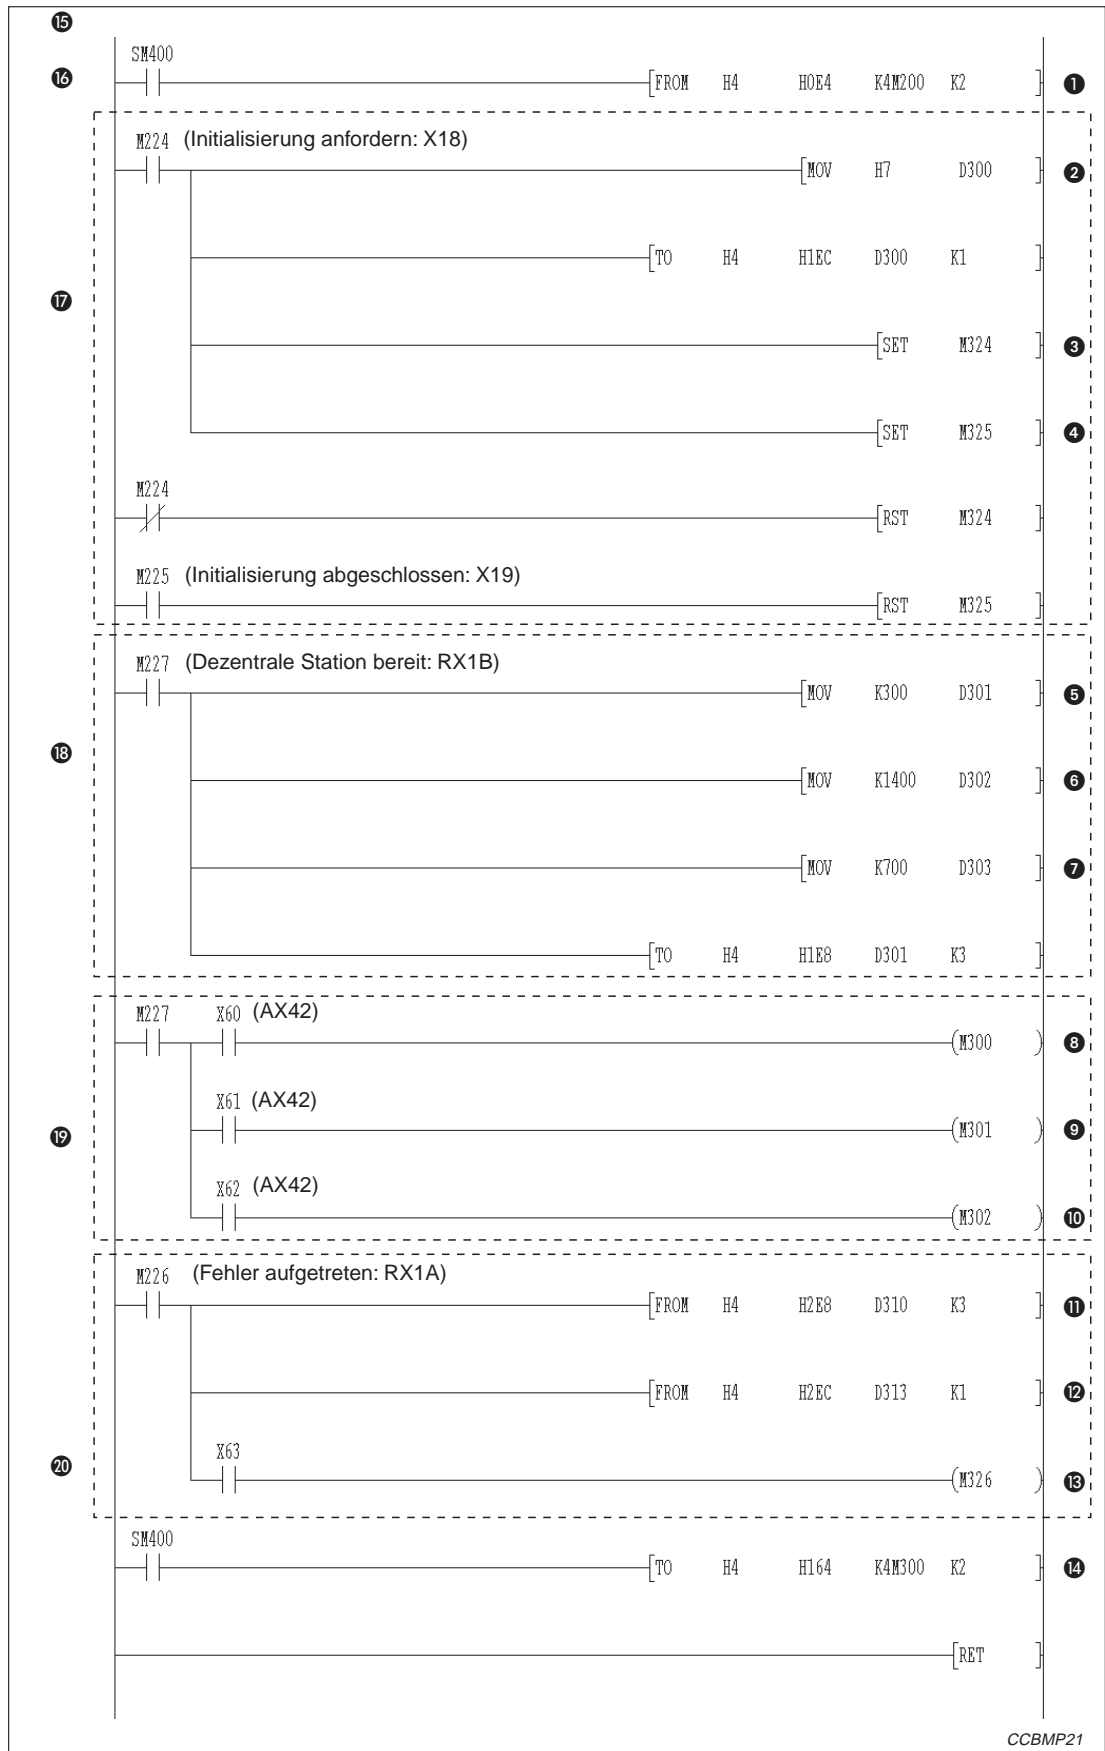 ⓯
SM400
⓰ [FROM H4 H0E4 K4M200 K2 ] ❶
M224 (Initialisierung anfordern: X18)
[MOV H7 D300 ] ❷
[TO H4 H1EC D300 K1 ]
⓱
[SET M324 ] ❸
[SET M325 ] ❹
M224
[RST M324 ]
M225 (Initialisierung abgeschlossen: X19)
[RST M325 ]
M227 (Dezentrale Station bereit: RX1B)
[MOV K300 D301 ] ❺
⓲
[MOV K1400 D302 ] ❻
[MOV K700 D303 ] ❼
[TO H4 H1E8 D301 K3 ]
M227 X60 (AX42)
(M300 ) ❽
X61 (AX42)
⓳ (M301 ) ❾
X62 (AX42)
(M302 ) ❿
M226 (Fehler aufgetreten: RX1A)
[FROM H4 H2E8 D310 K3 ] ⓫
[FROM H4 H2EC D313 K1 ] ⓬
X63
⓴ (M326 ) ⓭
SM400
[TO H4 H164 K4M300 K2 ] ⓮
[RET ]
CCBMP21